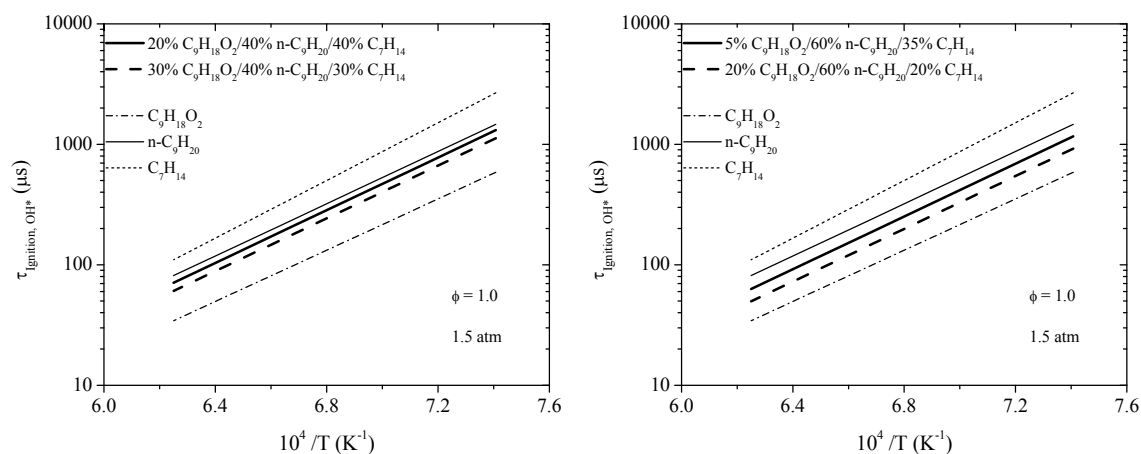 10000
1000
100
10
τIgnition, OH* (μs)
20% C9H18O2/40% n-C9H20/40% C7H14
30% C9H18O2/40% n-C9H20/30% C7H14
C9H18O2
n-C9H20
C7H14
ϕ = 1.0
1.5 atm
6.0 6.4 6.8 7.2 7.6
10^4 /T (K^-1)
10000
1000
100
10
τIgnition, OH* (μs)
5% C9H18O2/60% n-C9H20/35% C7H14
20% C9H18O2/60% n-C9H20/20% C7H14
C9H18O2
n-C9H20
C7H14
ϕ = 1.0
1.5 atm
6.0 6.4 6.8 7.2 7.6
10^4 /T (K^-1)